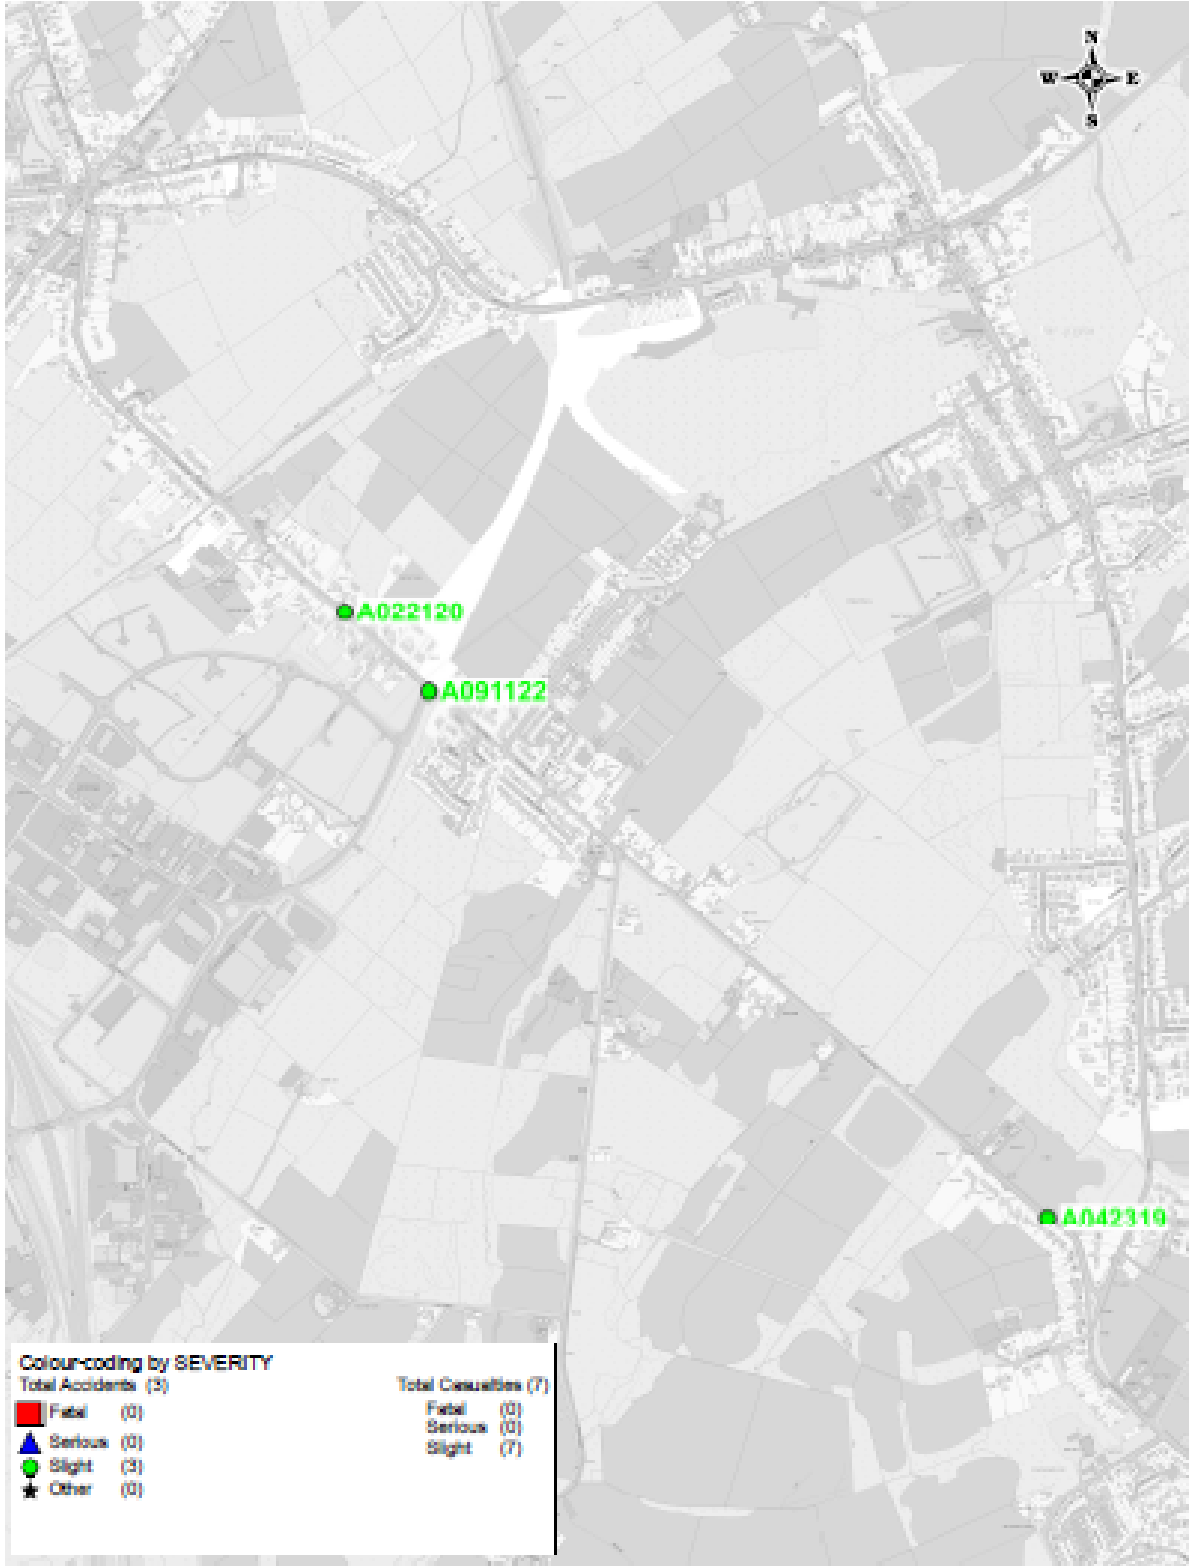 N
W E
S
A022120
A091122
A042319
Colour-coding by SEVERITY
Total Accidents (3)
Total Casualties (7)
Fatal (0)
Fatal (0)
Serious (0)
Serious (0)
Slight (3)
Slight (7)
Other (0)